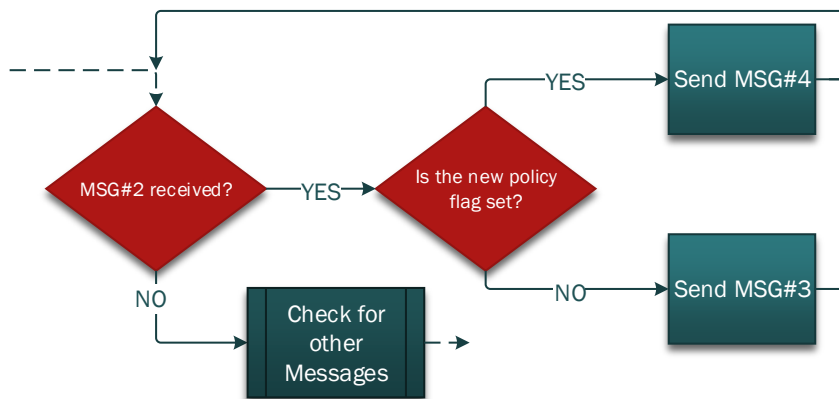 Send MSG#4
YES
MSG#2 received?
YES
Is the new policy
flag set?
NO
Send MSG#3
NO
Check for
other
Messages